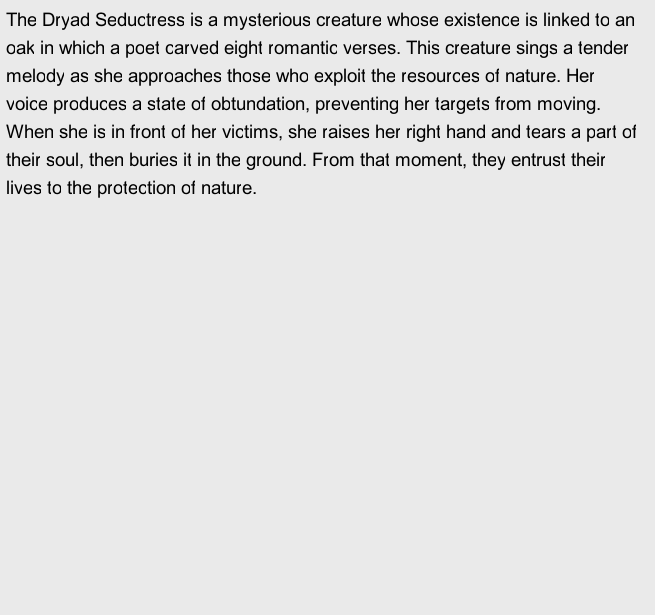 The Dryad Seductress is a mysterious creature whose existence is linked to an
oak in which a poet carved eight romantic verses. This creature sings a tender
melody as she approaches those who exploit the resources of nature. Her
voice produces a state of obtundation, preventing her targets from moving.
When she is in front of her victims, she raises her right hand and tears a part of
their soul, then buries it in the ground. From that moment, they entrust their
lives to the protection of nature.